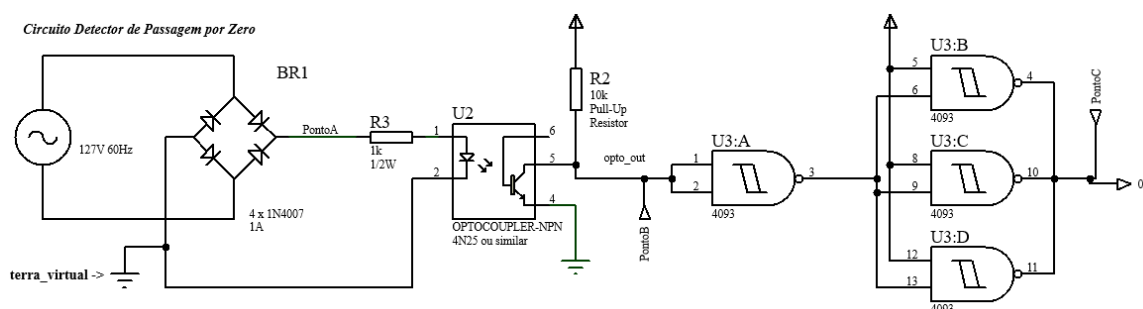 Circuito Detector de Passagem por Zero
BR1
127V 60Hz
4 x 1N4007
1A
terra_virtual ->
PontoA
R3
1k
1/2W
U2
1
2
6
5
4
OPTOCOUPLER-NPN
4N25 ou similar
R2
10k
Pull-Up
Resistor
opto_out
PontoB
U3:A
1
2
3
4093
U3:B
5
6
4
4093
U3:C
8
9
10
4093
U3:D
12
13
11
4093
PontoC
0